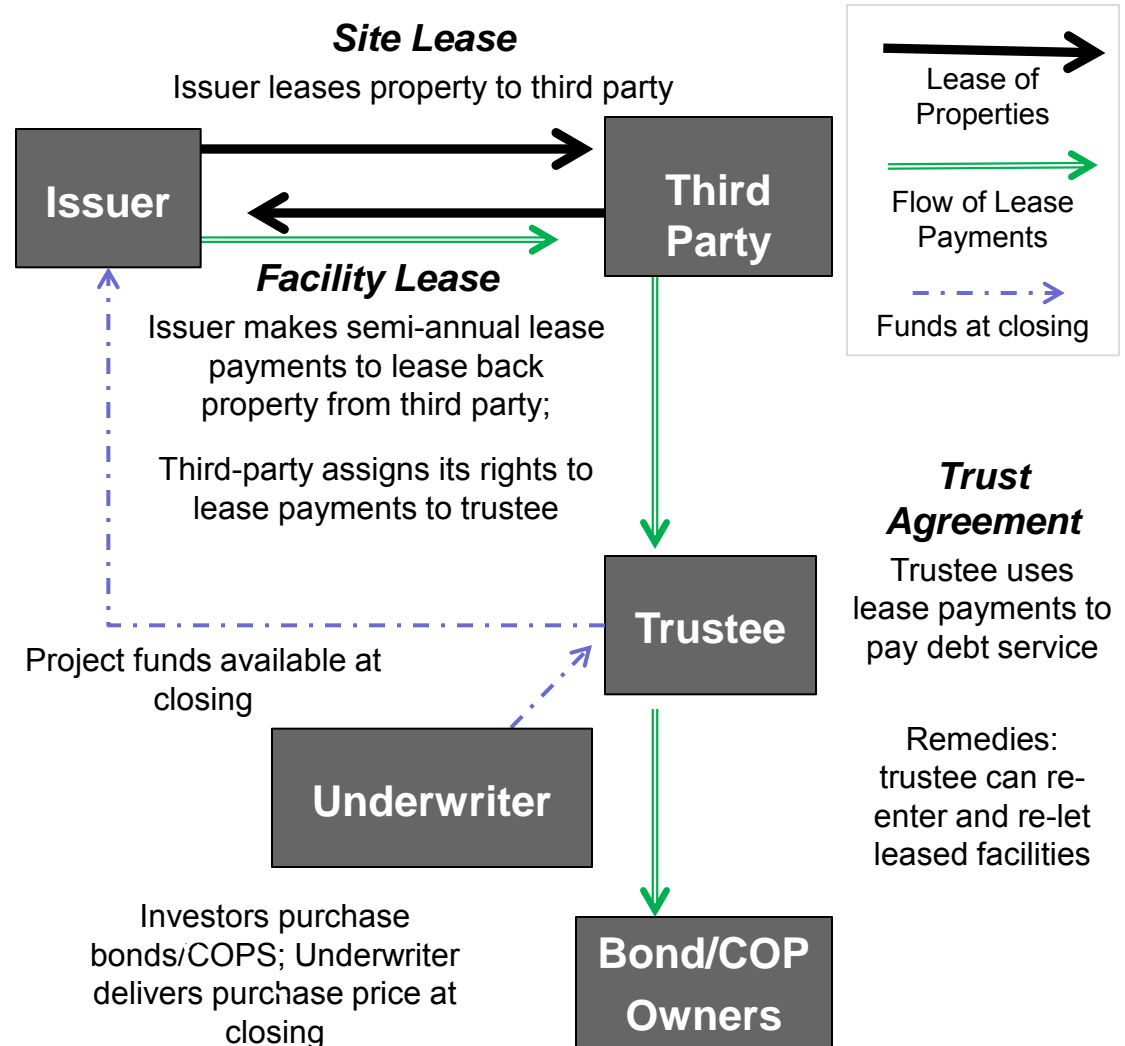 Site Lease
Issuer leases property to third party
Issuer
Third
Party
Lease of
Properties
Flow of Lease
Payments
Funds at closing
Facility Lease
Issuer makes semi-annual lease
payments to lease back
property from third party;
Third-party assigns its rights to
lease payments to trustee
Trust
Agreement
Trustee uses
lease payments to
pay debt service
Remedies:
trustee can re-
enter and re-let
leased facilities
Trustee
Project funds available at
closing
Underwriter
Investors purchase
bonds/COPS; Underwriter
delivers purchase price at
closing
Bond/COP
Owners